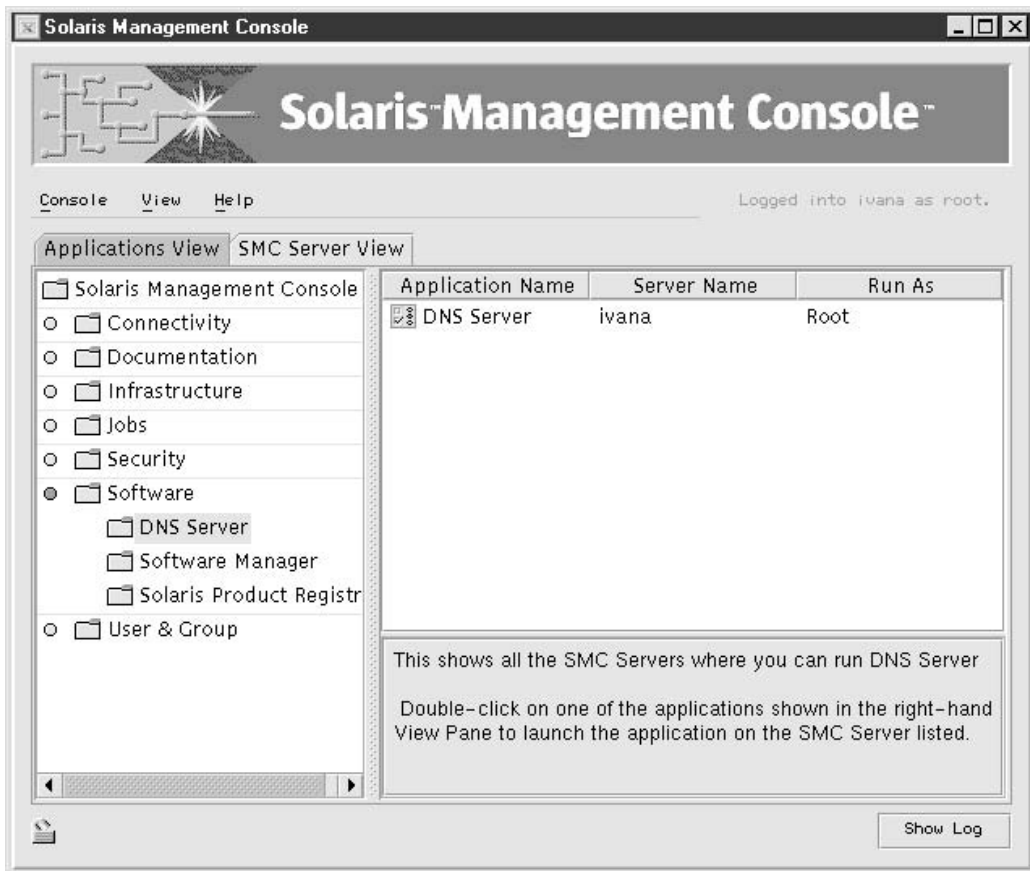 Solaris Management Console
Solaris™Management Console™
Console View Help
Logged into ivana as root.
Applications View SMC Server View
Solaris Management Console
Connectivity
Documentation
Infrastructure
Jobs
Security
Software
DNS Server
Software Manager
Solaris Product Registr
User & Group
Application Name Server Name Run As
DNS Server ivana Root
This shows all the SMC Servers where you can run DNS Server
Double-click on one of the applications shown in the right-hand
View Pane to launch the application on the SMC Server listed.
Show Log